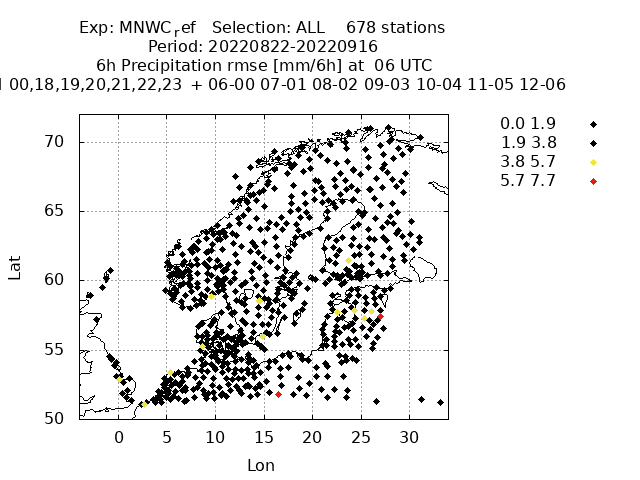 Exp: MNWC_ref Selection: ALL 678 stations
Period: 20220822-20220916
6h Precipitation rmse [mm/6h] at 06 UTC
00,18,19,20,21,22,23 + 06-00 07-01 08-02 09-03 10-04 11-05 12-06
0.0 1.9
1.9 3.8
3.8 5.7
5.7 7.7
70
65
60
55
50
Lat
0 5 10 15 20 25 30
Lon